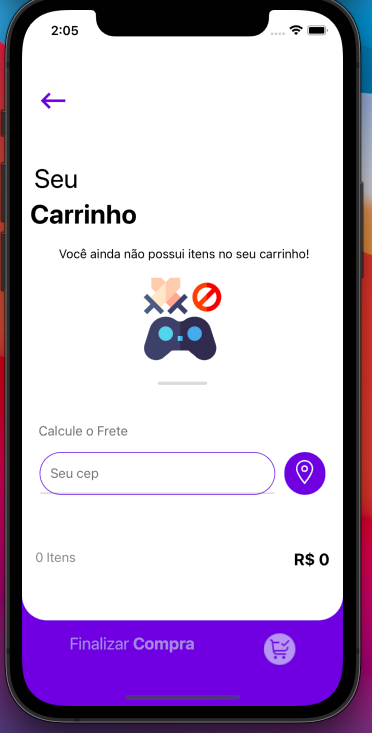 2:05
Seu
Carrinho
Você ainda não possui itens no seu carrinho!
Calcule o Frete
Seu cep
0 Itens
R$ 0
Finalizar Compra